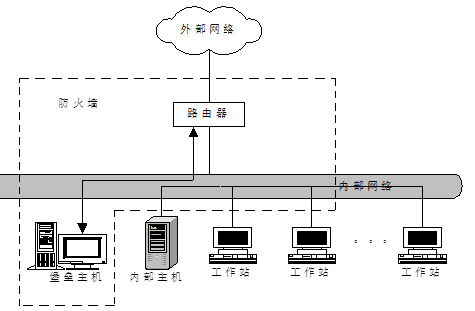 外部网络
防火墙
路由器
内部网络
堡垒主机
内部主机
工作站
工作站
。。。
工作站